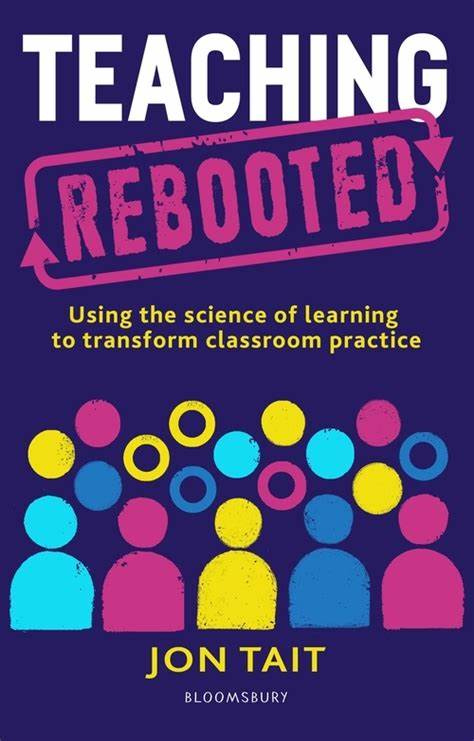 TEACHING
REBOOTED
Using the science of learning
to transform classroom practice
JON TAIT
BLOOMSBURY